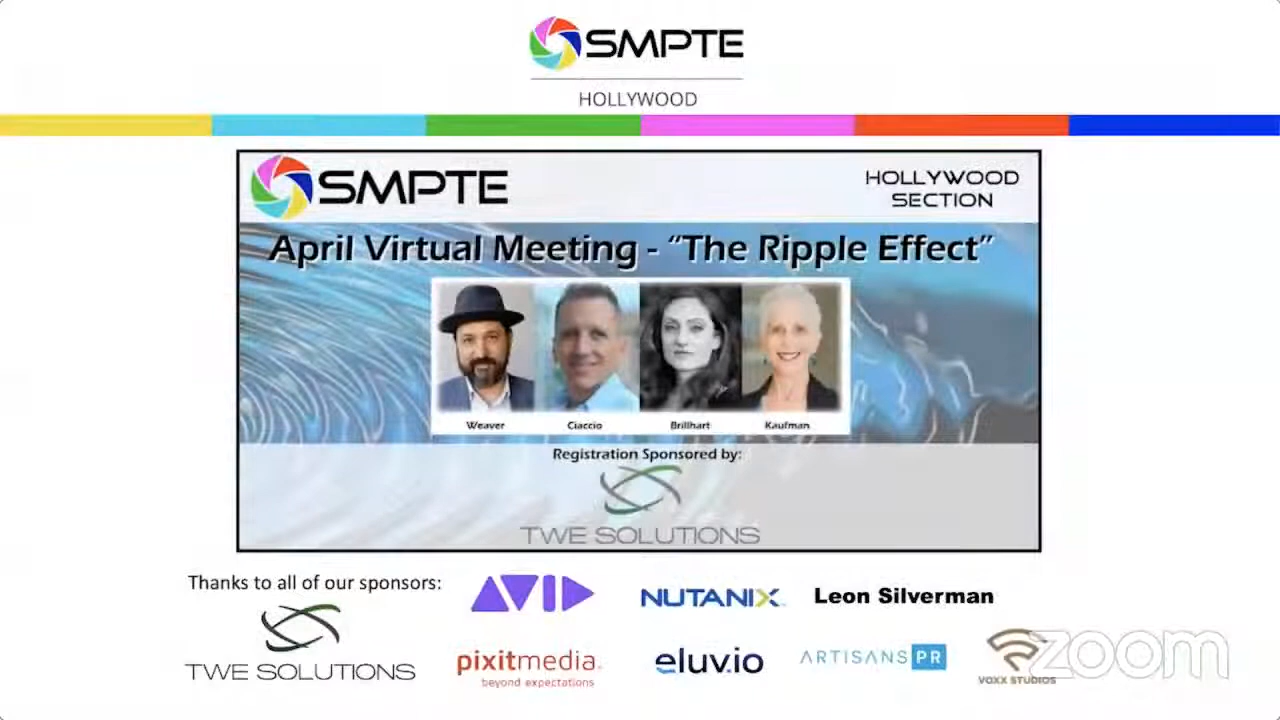 SMPTE
HOLLYWOOD
SMPTE
HOLLYWOOD
SECTION
April Virtual Meeting - “The Ripple Effect”
Weaver
Ciaccio
Brillhart
Kaufman
Registration Sponsored by:
TWE SOLUTIONS
Thanks to all of our sponsors:
AVID
NUTANIX
Leon Silverman
TWE SOLUTIONS
pixitmedia
beyond expectations
eluv.io
ARTISANS PR
VOXX STUDIOS
zoom